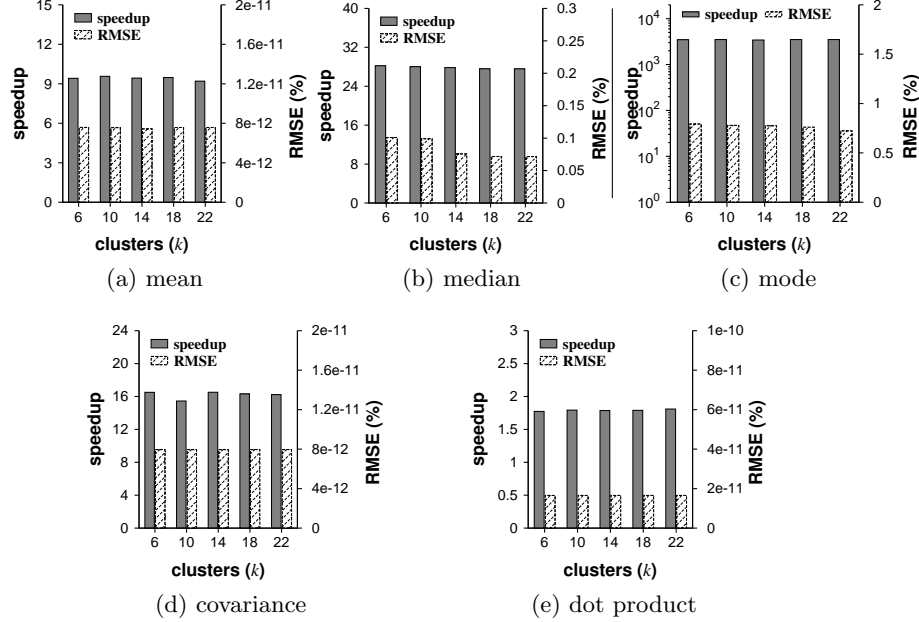 speedup
RMSE
15
12
9
6
3
0
speedup
2e-11
1.6e-11
1.2e-11
8e-12
4e-12
0
RMSE (%)
6 10 14 18 22
clusters (k)
(a) mean
speedup
RMSE
40
32
24
16
8
0
speedup
0.3
0.25
0.2
0.15
0.1
0.05
0
RMSE (%)
6 10 14 18 22
clusters (k)
(b) median
speedup RMSE
10^4
10^3
10^2
10^1
10^0
speedup
2
1.5
1
0.5
0
RMSE (%)
6 10 14 18 22
clusters (k)
(c) mode
speedup
RMSE
24
20
16
12
8
4
0
speedup
2e-11
1.6e-11
1.2e-11
8e-12
4e-12
0
RMSE (%)
6 10 14 18 22
clusters (k)
(d) covariance
speedup
RMSE
3
2.5
2
1.5
1
0.5
0
speedup
1e-10
8e-11
6e-11
4e-11
2e-11
0
RMSE (%)
6 10 14 18 22
clusters (k)
(e) dot product